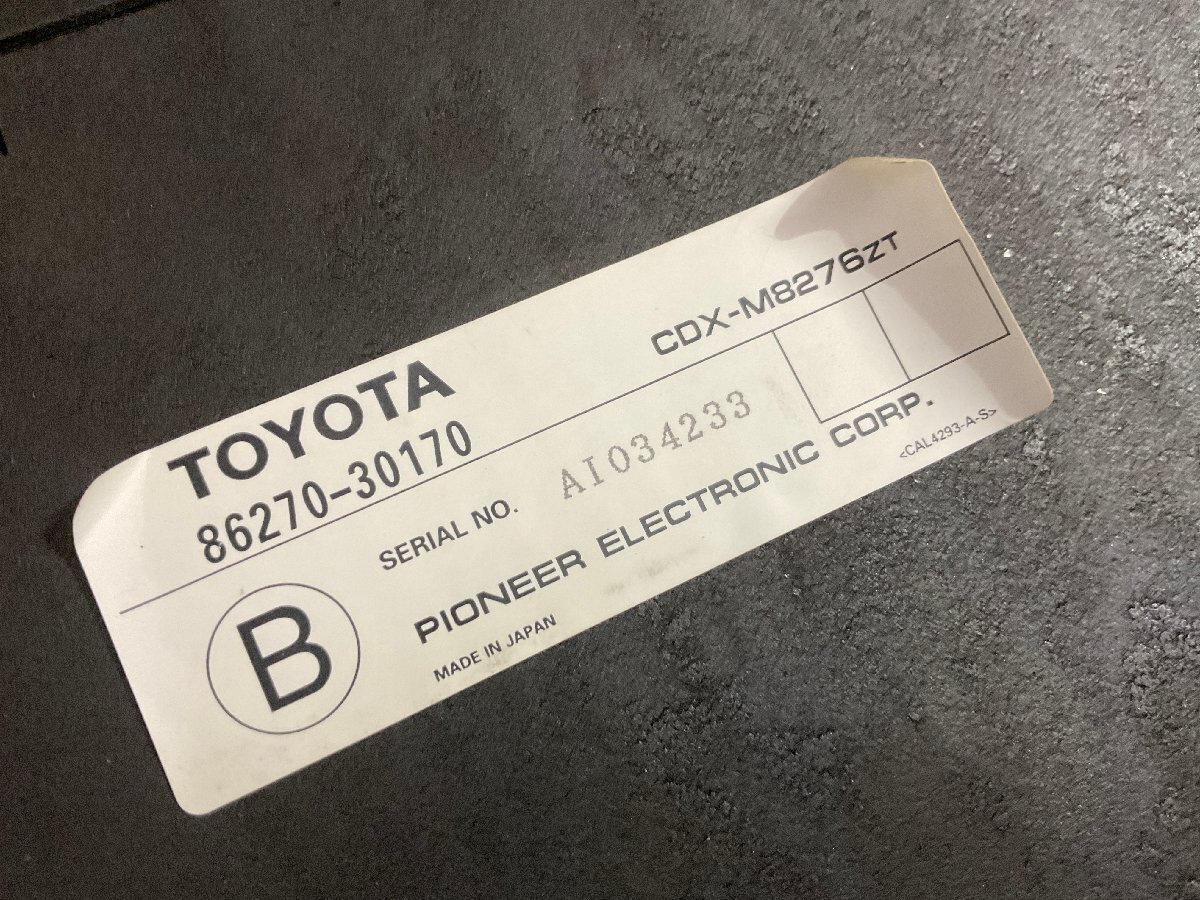 TOYOTA
86270-30170
CDX-M8276ZT
SERIAL NO. AI034233
B
PIONEER ELECTRONIC CORP.
MADE IN JAPAN
<CAL4293-A-S>